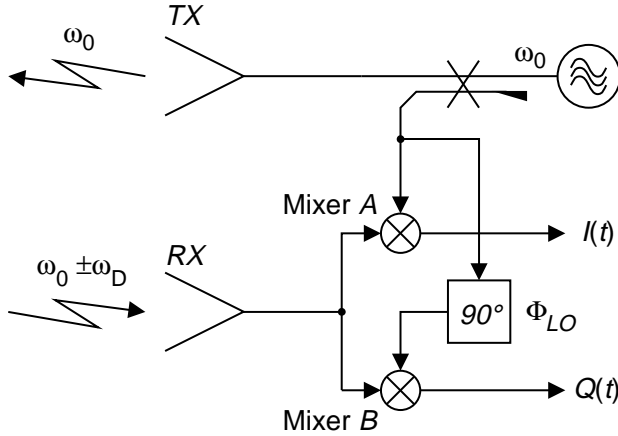 TX
ω0
ω0
Mixer A
I(t)
RX
ω0 ±ωD
90°
ΦLO
Q(t)
Mixer B